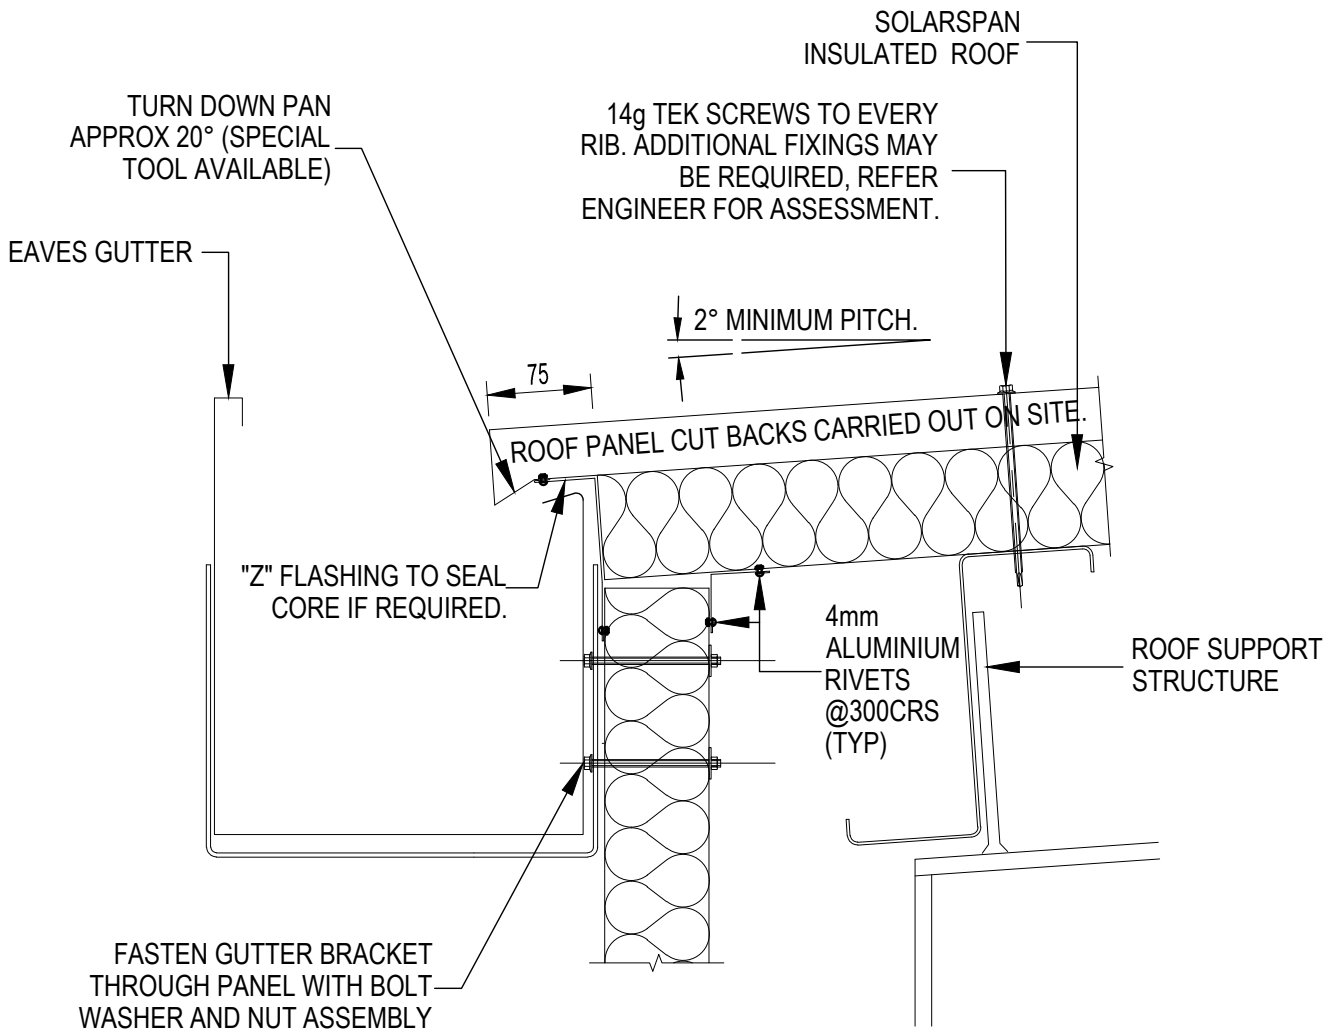 SOLARSPAN
INSULATED ROOF
TURN DOWN PAN
APPROX 20° (SPECIAL
TOOL AVAILABLE)
14g TEK SCREWS TO EVERY
RIB. ADDITIONAL FIXINGS MAY
BE REQUIRED, REFER
ENGINEER FOR ASSESSMENT.
EAVES GUTTER
2° MINIMUM PITCH.
75
ROOF PANEL CUT BACKS CARRIED OUT ON SITE.
"Z" FLASHING TO SEAL
CORE IF REQUIRED.
4mm
ALUMINIUM
RIVETS
@300CRS
(TYP)
ROOF SUPPORT
STRUCTURE
FASTEN GUTTER BRACKET
THROUGH PANEL WITH BOLT
WASHER AND NUT ASSEMBLY